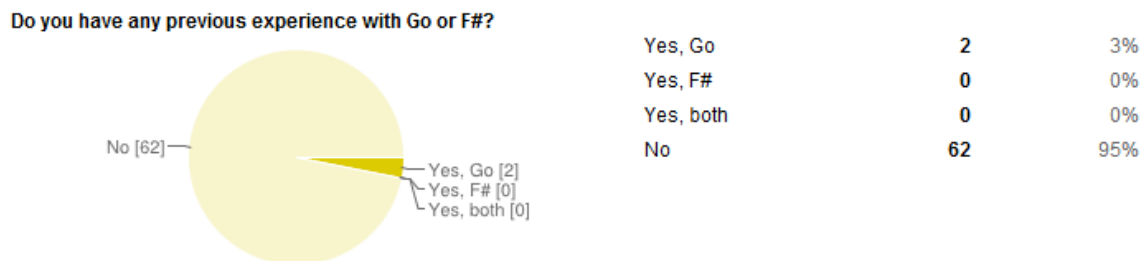 Do you have any previous experience with Go or F#?
No [62]
Yes, Go [2]
Yes, F# [0]
Yes, both [0]
Yes, Go 2 3%
Yes, F# 0 0%
Yes, both 0 0%
No 62 95%